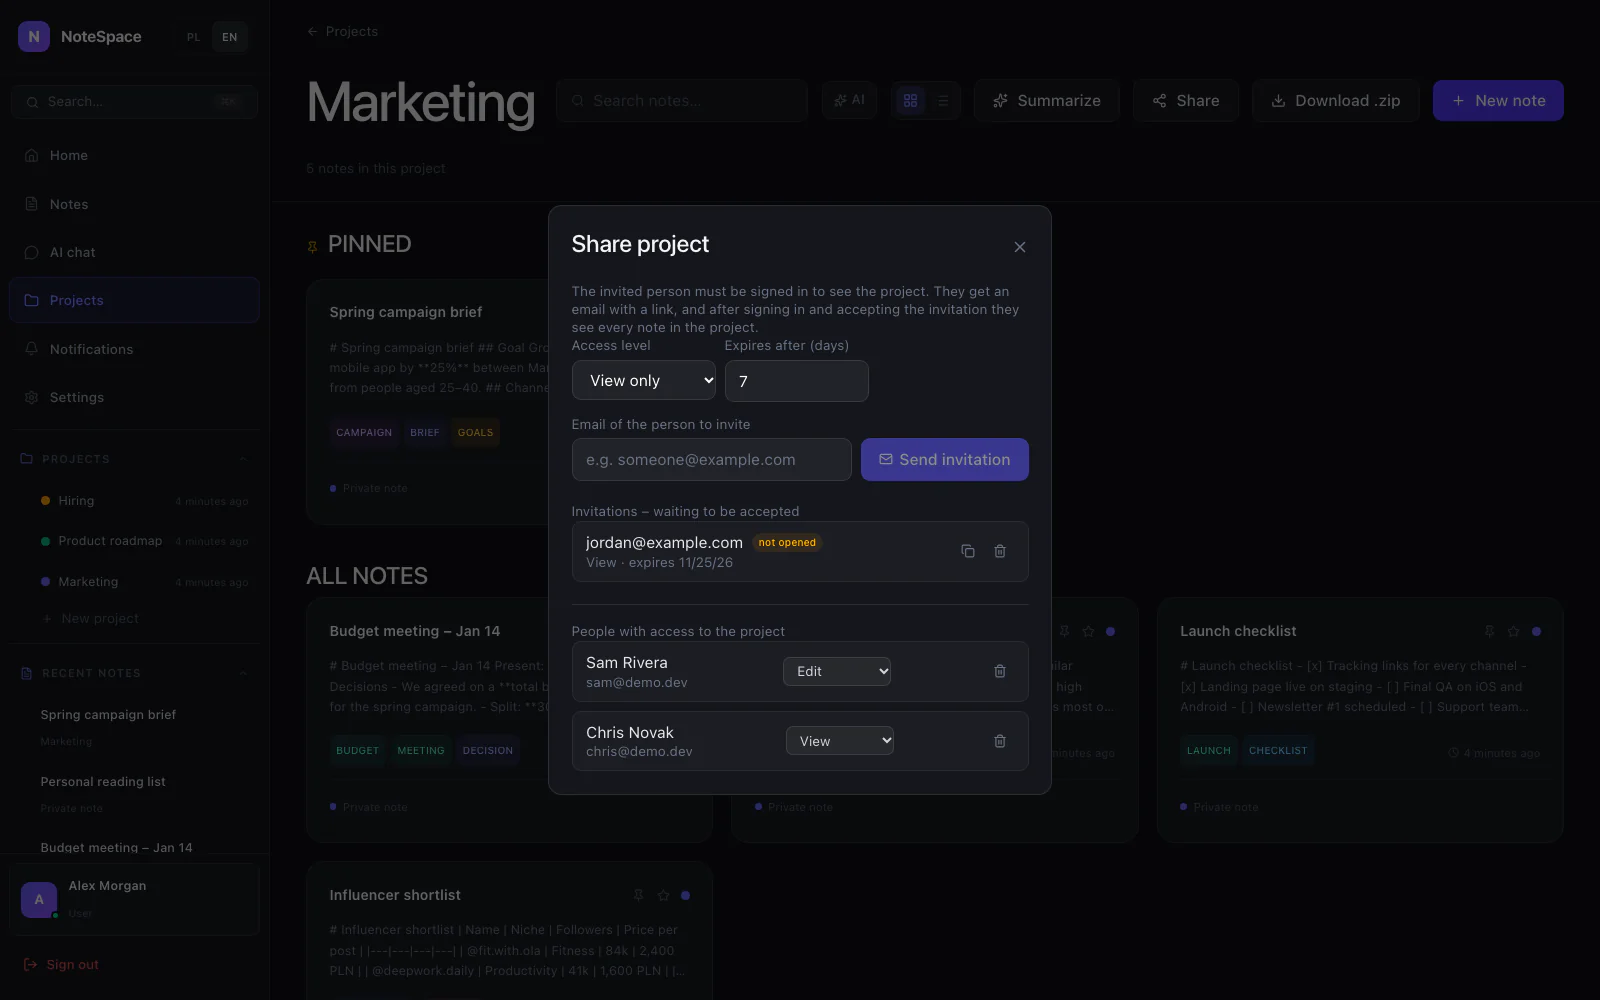 N NoteSpace PL EN
Search... ⌘K
Home
Notes
AI chat
Projects
Notifications
Settings
PROJECTS
Hiring 4 minutes ago
Product roadmap 4 minutes ago
Marketing 4 minutes ago
+ New project
RECENT NOTES
Spring campaign brief
Marketing
Personal reading list
Private note
Budget meeting – Jan 14
A Alex Morgan
User
Sign out
← Projects
Marketing
Search notes...
AI
Summarize
Share
Download .zip
+ New note
5 notes in this project
PINNED
Spring campaign brief
# Spring campaign brief ## Goal Gro
mobile app by **25%** between Ma
from people aged 25–40. ## Channe
CAMPAIGN BRIEF GOALS
Private note
ALL NOTES
Budget meeting – Jan 14
# Budget meeting – Jan 14 Present:
Decisions - We agreed on a **total b
for the spring campaign. - Split: **30
BUDGET MEETING DECISION
Private note
ilar
high
s most o...
minutes ago
Private note
Launch checklist
# Launch checklist - [x] Tracking links for every channel -
[x] Landing page live on staging - [ ] Final QA on iOS and
Android - [ ] Newsletter #1 scheduled - [ ] Support team...
LAUNCH CHECKLIST
4 minutes ago
Private note
Influencer shortlist
# Influencer shortlist | Name | Niche | Followers | Price per
post | |---|---|---|---| | @fit.with.ola | Fitness | 84k | 2,400
PLN | | @deepwork.daily | Productivity | 41k | 1,600 PLN | |...
Share project
The invited person must be signed in to see the project. They get an
email with a link, and after signing in and accepting the invitation they
see every note in the project.
Access level Expires after (days)
View only 7
Email of the person to invite
e.g. someone@example.com Send invitation
Invitations – waiting to be accepted
jordan@example.com not opened
View · expires 11/25/26
People with access to the project
Sam Rivera
sam@demo.dev
Edit
Chris Novak
chris@demo.dev
View